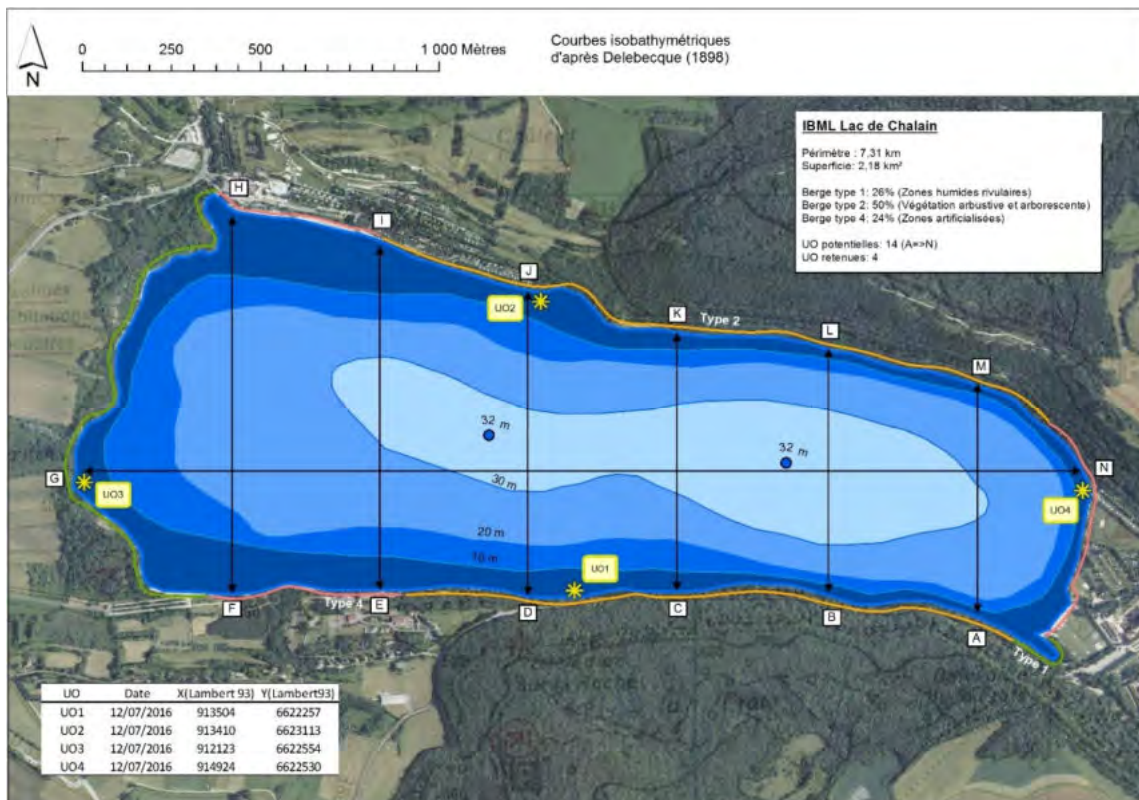 N
0 250 500 1 000 Mètres
Courbes isobathymétriques
d'après Delebecque (1898)
IBML Lac de Chalain
Périmètre : 7,31 km
Superficie: 2,18 km²
Berge type 1: 26% (Zones humides rivulaires)
Berge type 2: 50% (Végétation arbustive et arborescente)
Berge type 4: 24% (Zones artificialisées)
UO potentielles: 14 (A=>N)
UO retenues: 4
H
I
J
UO2
K
Type 2
L
M
32 m
32 m
G
N
UO3
30 m
UO4
20 m
10 m
UO1
F
Type 4
E
D
C
B
A
Type 1
UO Date X(Lambert 93) Y(Lambert93)
UO1 12/07/2016 913504 6622257
UO2 12/07/2016 913410 6623113
UO3 12/07/2016 912123 6622554
UO4 12/07/2016 914924 6622530